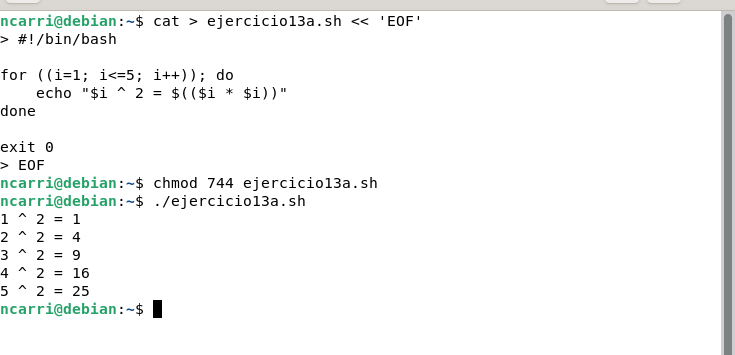 ncarri@debian:~$ cat > ejercicio13a.sh << 'EOF'
> #!/bin/bash
for ((i=1; i<=5; i++)); do
    echo "$i ^ 2 = $(($i * $i))"
done
exit 0
> EOF
ncarri@debian:~$ chmod 744 ejercicio13a.sh
ncarri@debian:~$ ./ejercicio13a.sh
1 ^ 2 = 1
2 ^ 2 = 4
3 ^ 2 = 9
4 ^ 2 = 16
5 ^ 2 = 25
ncarri@debian:~$